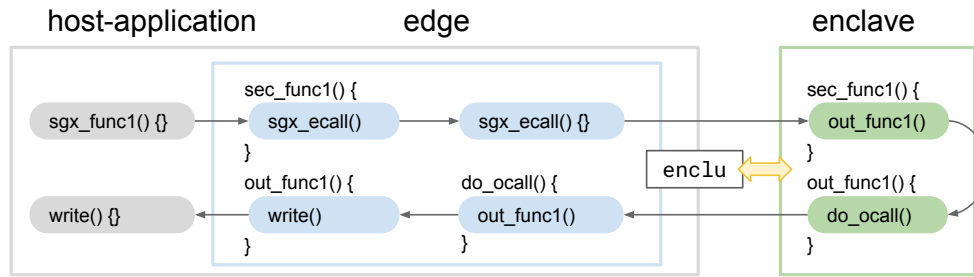 host-application edge enclave
sec_func1() { sec_func1() {
sgx_func1() {} sgx_ecall() sgx_ecall() {} out_func1()
} }
enclu
out_func1() { do_ocall() { out_func1() {
write() {} write() out_func1() do_ocall()
} } }